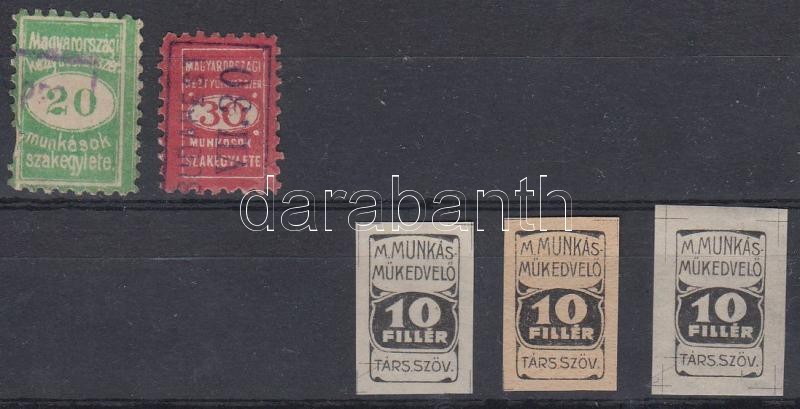 Magyarországi
20
munkások
szakegylete
MAGYARORSZÁGI
30
MUNKÁSOK
SZAKEGYLETE
darabanth
M.MUNKÁS-
MŰKEDVELŐ
10
FILLÉR
TÁRS.SZÖV.
M.MUNKÁS-
MŰKEDVELŐ
10
FILLÉR
TÁRS.SZÖV.
M.MUNKÁS-
MŰKEDVELŐ
10
FILLÉR
TÁRS.SZÖV.